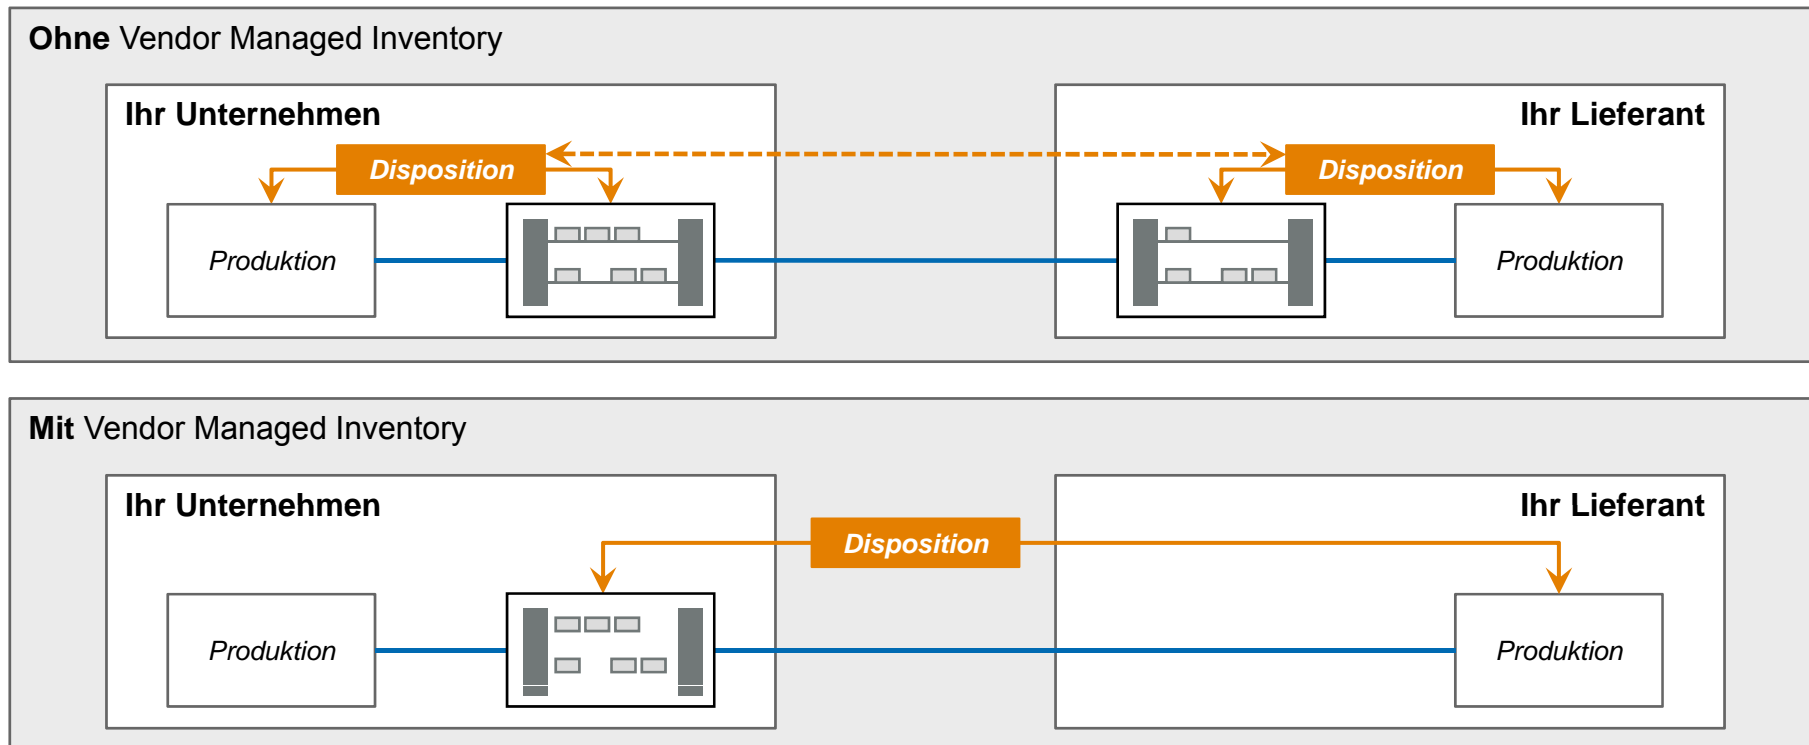 Ohne Vendor Managed Inventory
Ihr Unternehmen
Ihr Lieferant
Disposition
Disposition
Produktion
Produktion
Mit Vendor Managed Inventory
Ihr Unternehmen
Ihr Lieferant
Disposition
Produktion
Produktion